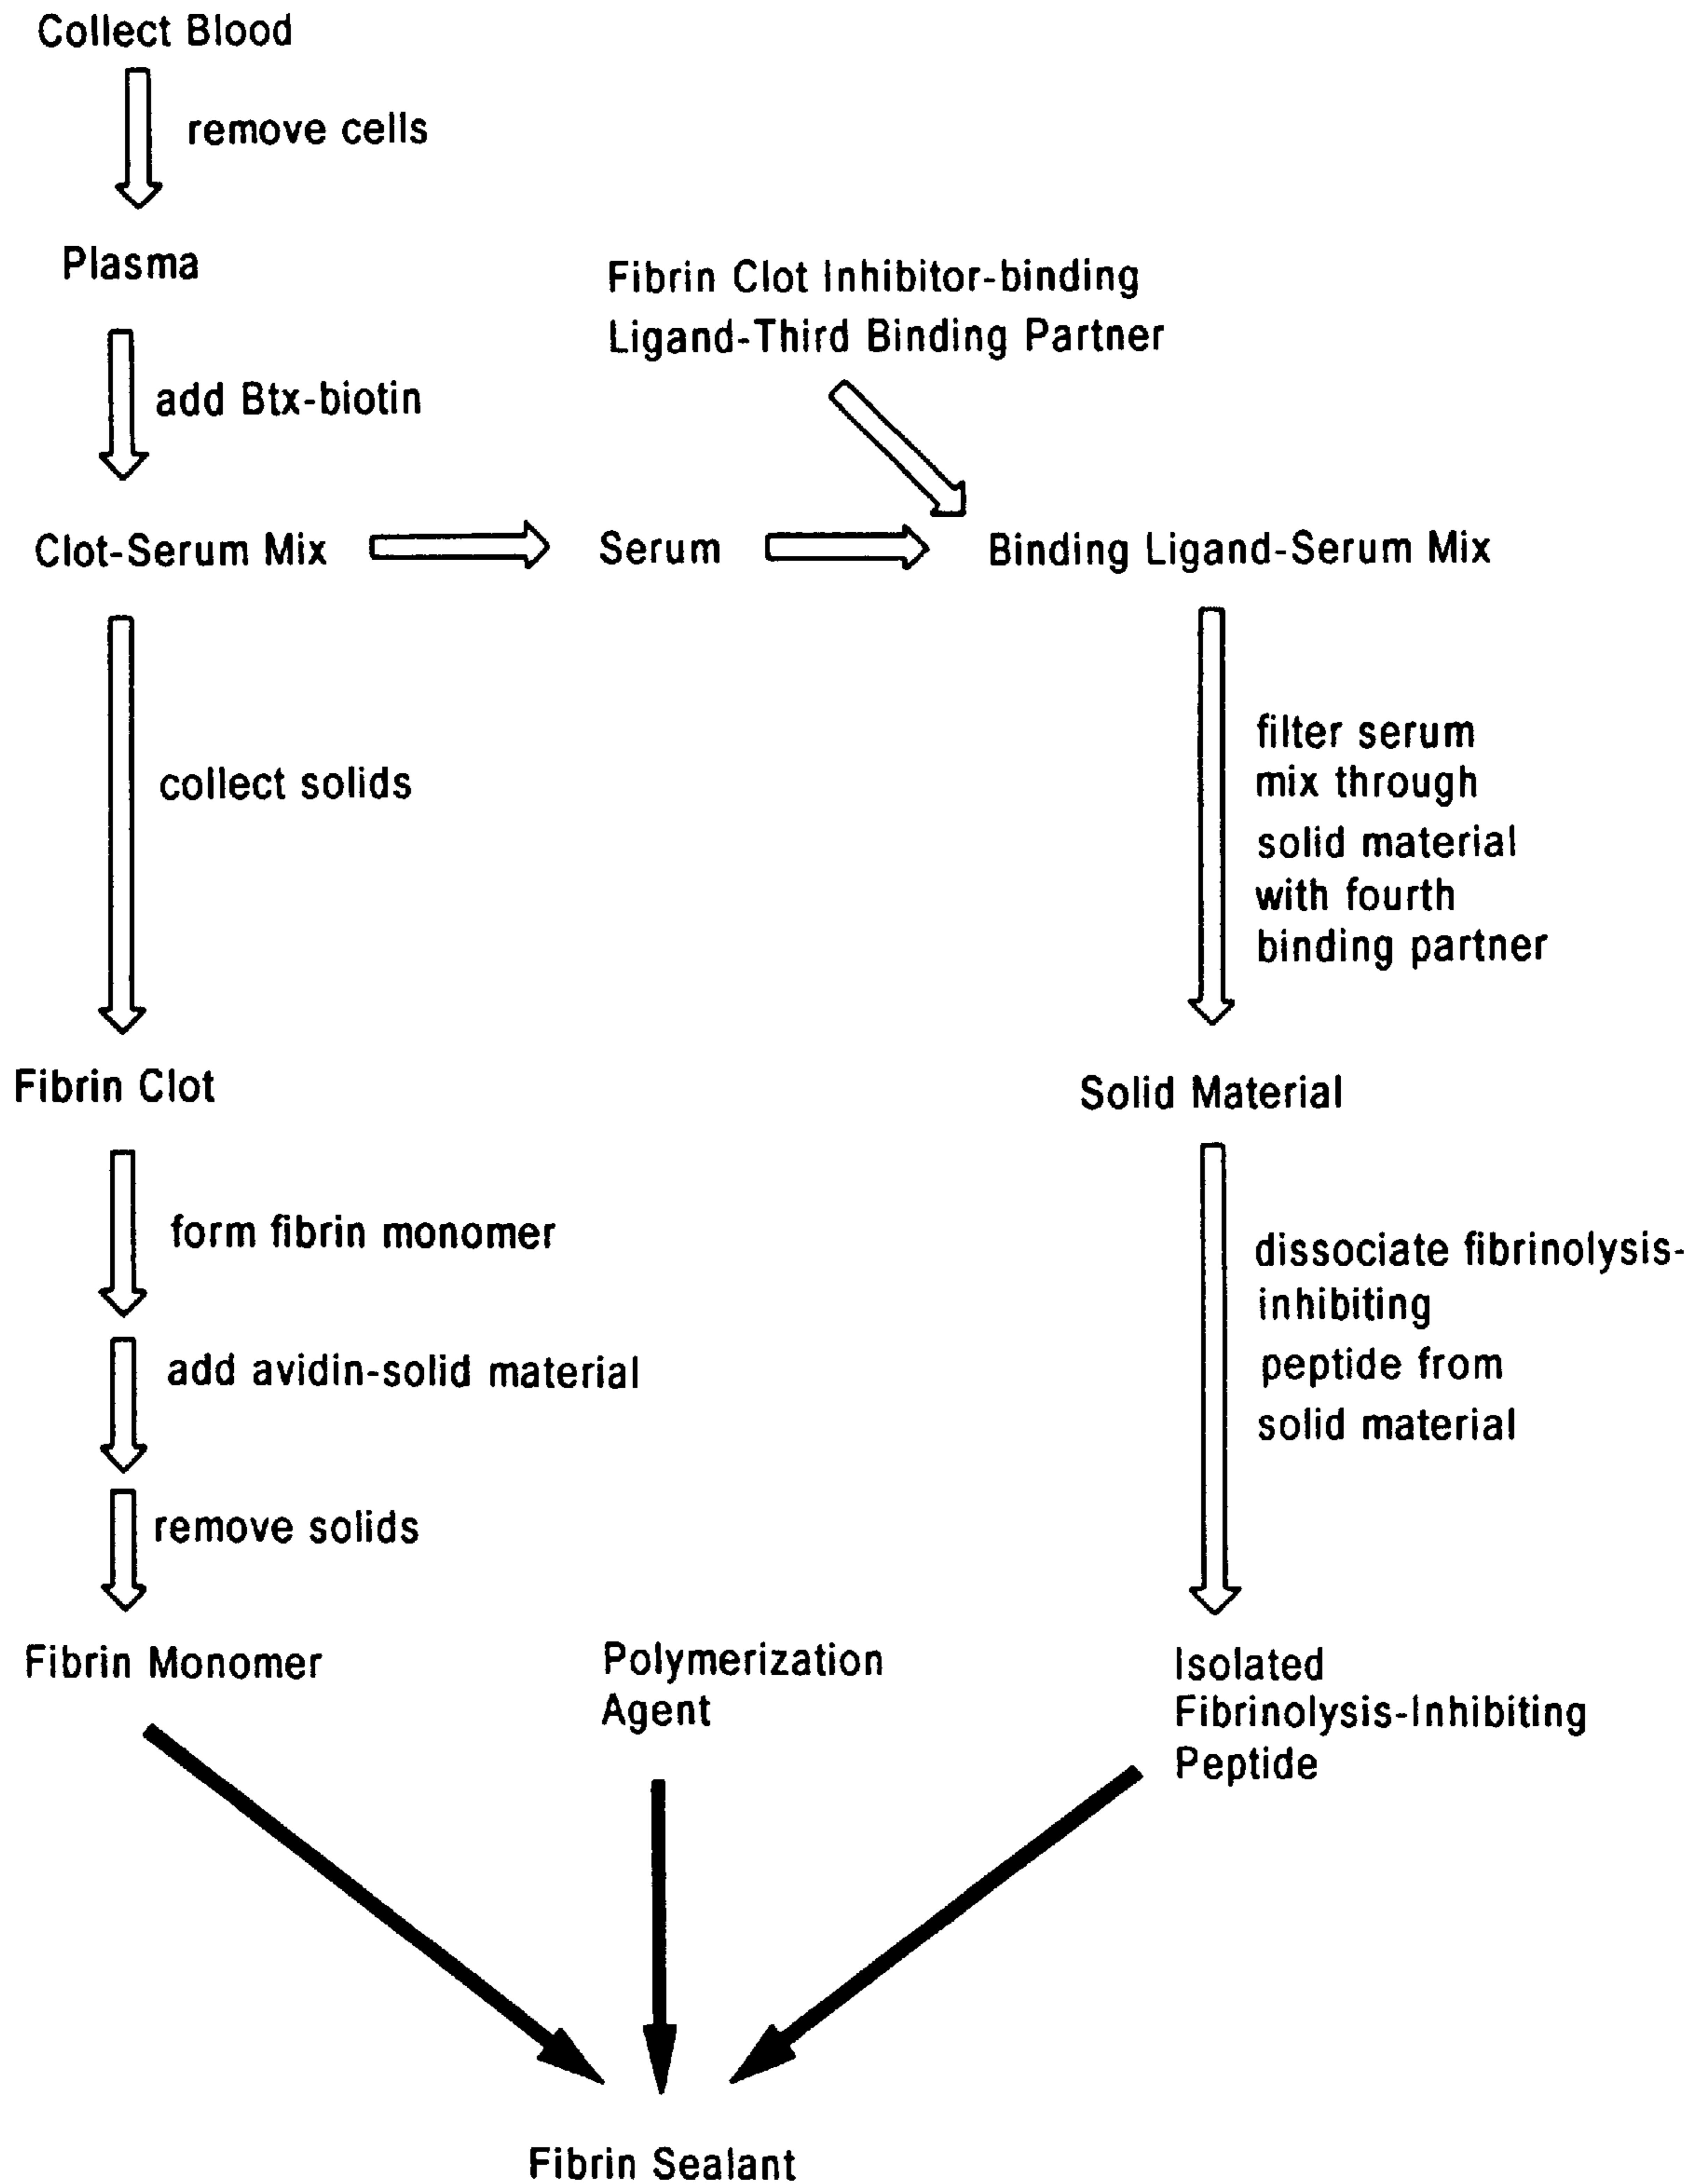 Collect Blood
remove cells
Plasma
Fibrin Clot Inhibitor-binding
Ligand-Third Binding Partner
add Btx-biotin
Clot-Serum Mix
Serum
Binding Ligand-Serum Mix
collect solids
filter serum
mix through
solid material
with fourth
binding partner
Fibrin Clot
Solid Material
form fibrin monomer
add avidin-solid material
remove solids
dissociate fibrinolysis-
inhibiting
peptide from
solid material
Fibrin Monomer
Polymerization
Agent
Isolated
Fibrinolysis-Inhibiting
Peptide
Fibrin Sealant